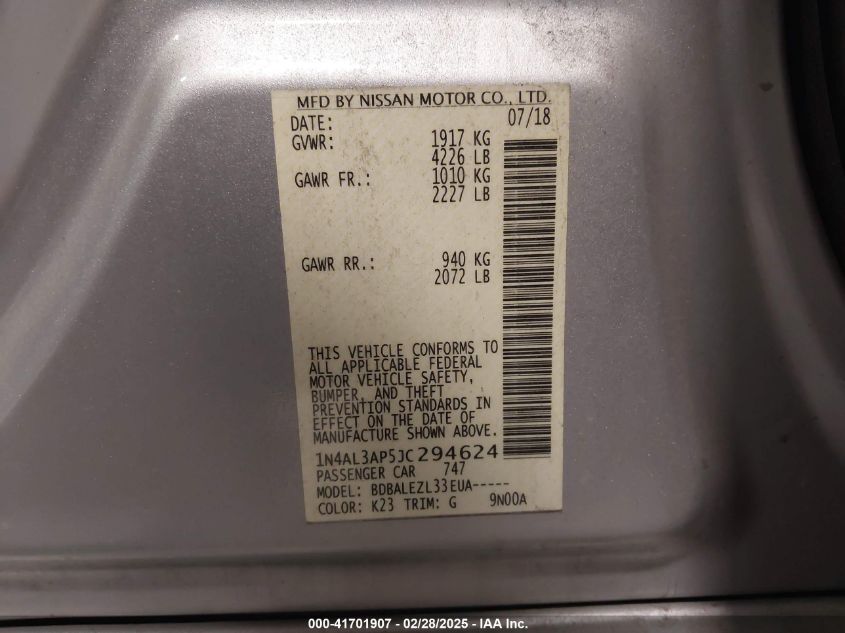 MFD BY NISSAN MOTOR CO., LTD.
DATE: 07/18
GVWR: 1917 KG
4226 LB
GAWR FR.: 1010 KG
2227 LB
GAWR RR.: 940 KG
2072 LB
THIS VEHICLE CONFORMS TO
ALL APPLICABLE FEDERAL
MOTOR VEHICLE SAFETY,
BUMPER, AND THEFT
PREVENTION STANDARDS IN
EFFECT ON THE DATE OF
MANUFACTURE SHOWN ABOVE.
1N4AL3AP5JC294624
PASSENGER CAR 747
MODEL: BDBALEZL33EUA-----
COLOR: K23 TRIM: G 9N00A
000-41701907 / 02/28/2025 - IAA Inc.